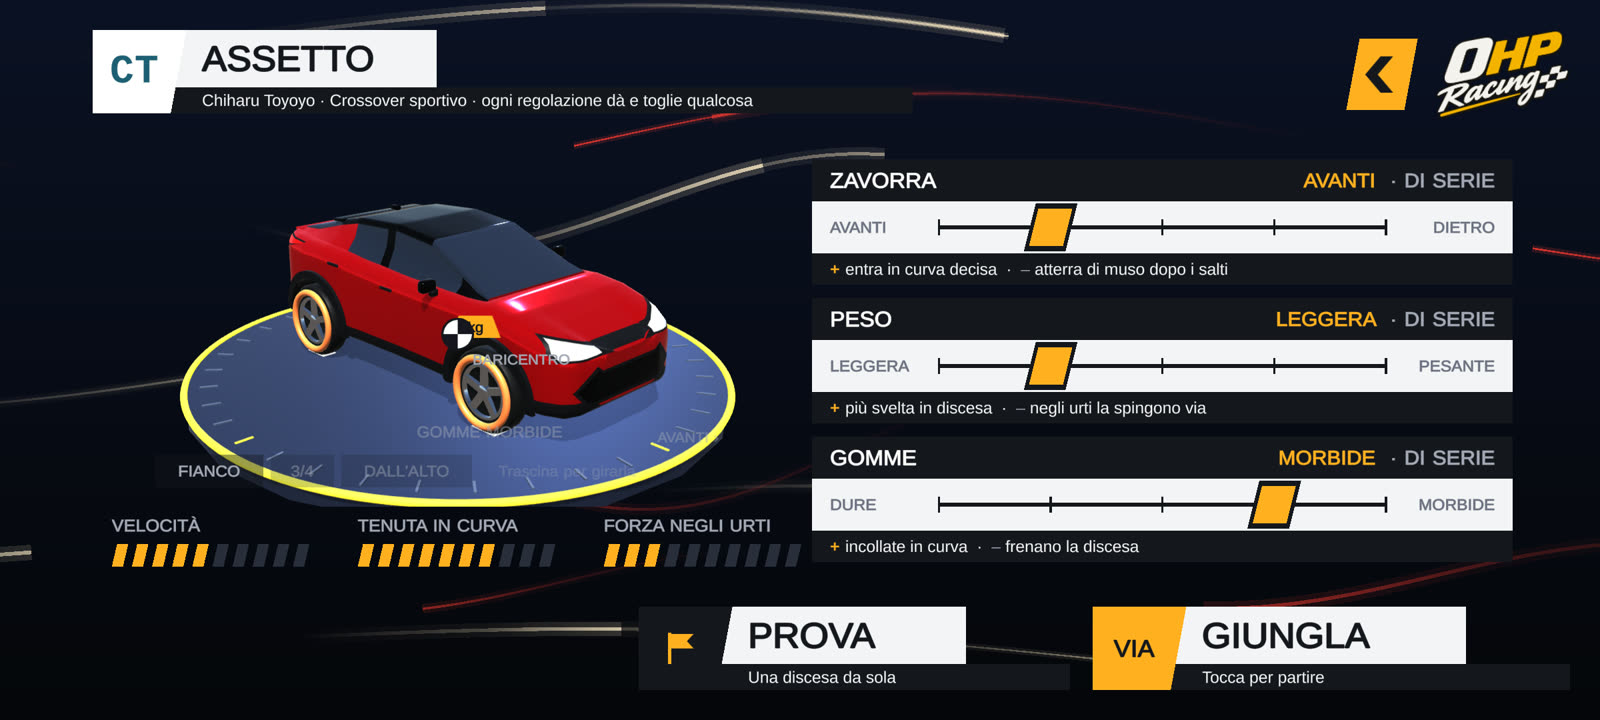 CT
ASSETTO
Chiharu Toyoyo · Crossover sportivo · ogni regolazione dà e toglie qualcosa
OHP
Racing
ZAVORRA
AVANTI · DI SERIE
AVANTI
DIETRO
+ entra in curva decisa · – atterra di muso dopo i salti
PESO
LEGGERA · DI SERIE
LEGGERA
PESANTE
+ più svelta in discesa · – negli urti la spingono via
GOMME
MORBIDE · DI SERIE
DURE
MORBIDE
+ incollate in curva · – frenano la discesa
kg
BARICENTRO
GOMME MORBIDE
AVANTI
FIANCO
3/4
DALL'ALTO
Trascina per girarla
VELOCITÀ
TENUTA IN CURVA
FORZA NEGLI URTI
PROVA
Una discesa da sola
VIA
GIUNGLA
Tocca per partire